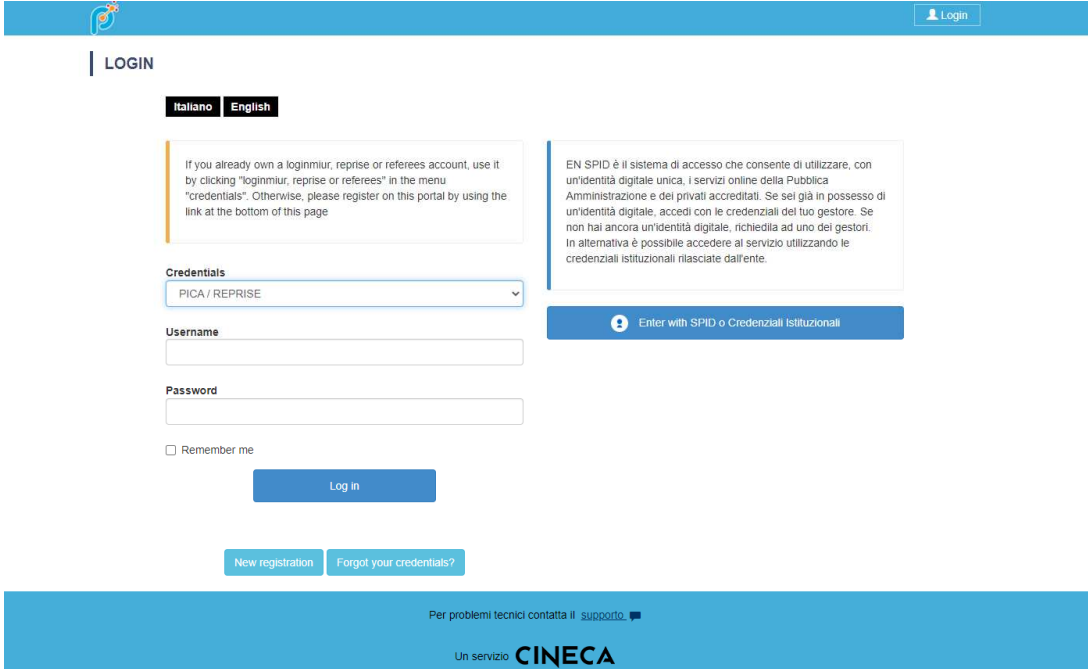 Login
LOGIN
Italiano English
If you already own a loginmiur, reprise or referees account, use it
by clicking "loginmiur, reprise or referees" in the menu
"credentials". Otherwise, please register on this portal by using the
link at the bottom of this page
Credentials
PICA / REPRISE
Username
Password
Remember me
Log in
New registration Forgot your credentials?
EN SPID è il sistema di accesso che consente di utilizzare, con
un'identità digitale unica, i servizi online della Pubblica
Amministrazione e dei privati accreditati. Se sei già in possesso di
un'identità digitale, accedi con le credenziali del tuo gestore. Se
non hai ancora un'identità digitale, richiedila ad uno dei gestori.
In alternativa è possibile accedere al servizio utilizzando le
credenziali istituzionali rilasciate dall'ente.
Enter with SPID o Credenziali Istituzionali
Per problemi tecnici contatta il supporto
Un servizio CINECA